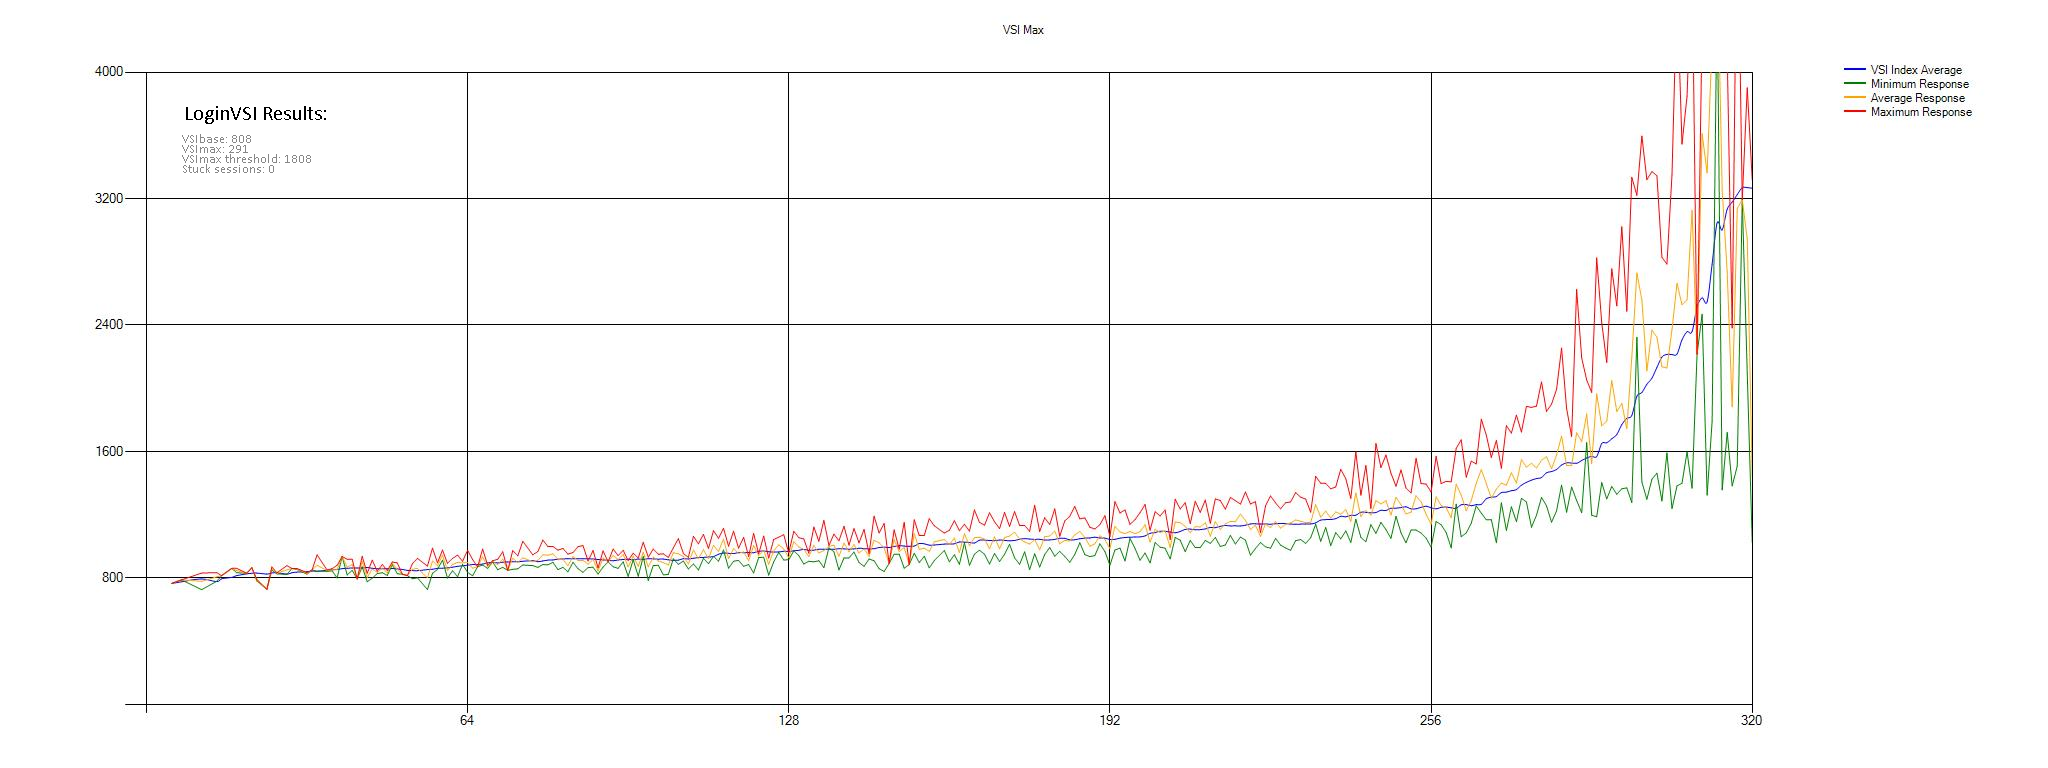 VSI Max
4000
3200
2400
1600
800
LoginVSI Results:
VSIbase: 808
VSImax: 291
VSImax threshold: 1808
Stuck sessions: 0
64
128
192
256
320
VSI Index Average
Minimum Response
Average Response
Maximum Response